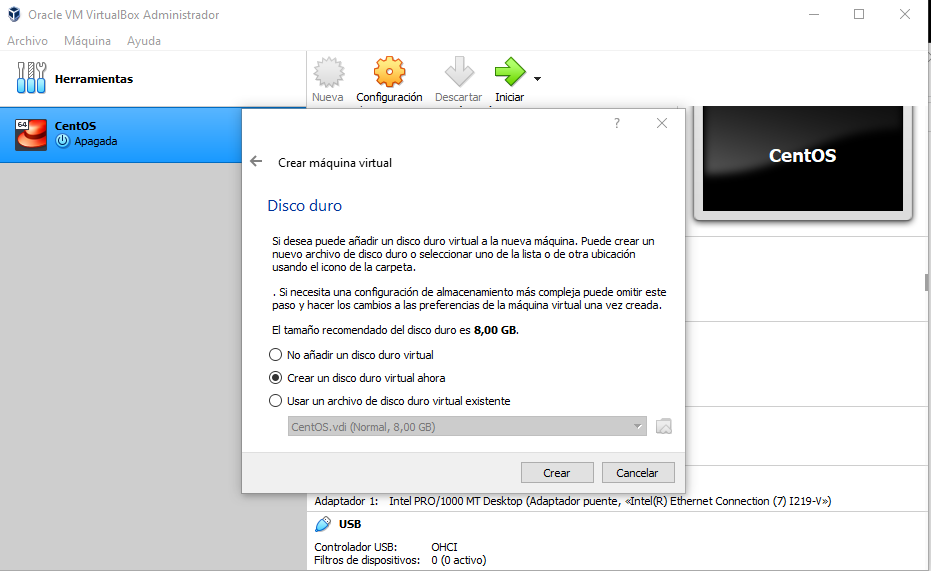 Oracle VM VirtualBox Administrador
Archivo Máquina Ayuda
Herramientas
Nueva Configuración Descartar Iniciar
64
CentOS
Apagada
CentOS
?
Crear máquina virtual
Disco duro
Si desea puede añadir un disco duro virtual a la nueva máquina. Puede crear un
nuevo archivo de disco duro o seleccionar uno de la lista o de otra ubicación
usando el icono de la carpeta.
. Si necesita una configuración de almacenamiento más compleja puede omitir este
paso y hacer los cambios a las preferencias de la máquina virtual una vez creada.
El tamaño recomendado del disco duro es 8,00 GB.
No añadir un disco duro virtual
Crear un disco duro virtual ahora
Usar un archivo de disco duro virtual existente
CentOS.vdi (Normal, 8,00 GB)
Crear Cancelar
Adaptador 1: Intel PRO/1000 MT Desktop (Adaptador puente, «Intel(R) Ethernet Connection (7) I219-V»)
USB
Controlador USB: OHCI
Filtros de dispositivos: 0 (0 activo)